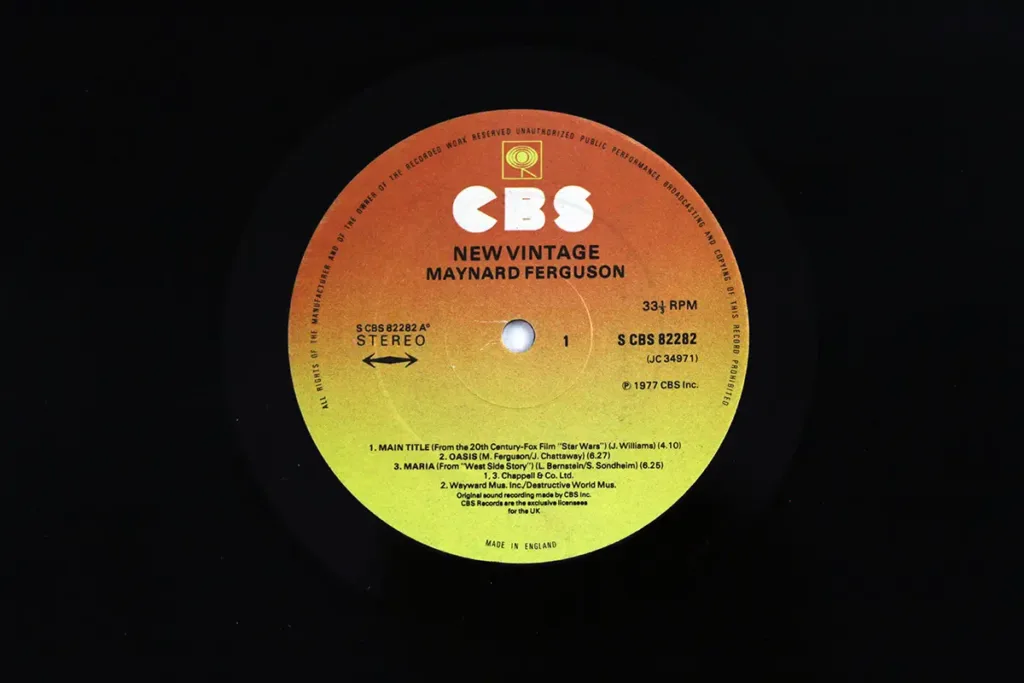 ALL RIGHTS OF THE MANUFACTURER AND OF THE OWNER OF THE RECORDED WORK RESERVED UNAUTHORIZED PUBLIC PERFORMANCE BROADCASTING AND COPYING OF THIS RECORD PROHIBITED
CBS
NEW VINTAGE
MAYNARD FERGUSON
33⅓ RPM
S CBS 82282 A°
STEREO
1
S CBS 82282
(JC 34971)
℗ 1977 CBS Inc.
1. MAIN TITLE (From the 20th Century-Fox Film "Star Wars") (J. Williams) (4.10)
2. OASIS (M. Ferguson/J. Chattaway) (6.27)
3. MARIA (From "West Side Story") (L. Bernstein/S. Sondheim) (6.25)
1, 3. Chappell & Co. Ltd.
2. Wayward Mus. Inc./Destructive World Mus.
Original sound recording made by CBS Inc.
CBS Records are the exclusive licensees
for the UK
MADE IN ENGLAND